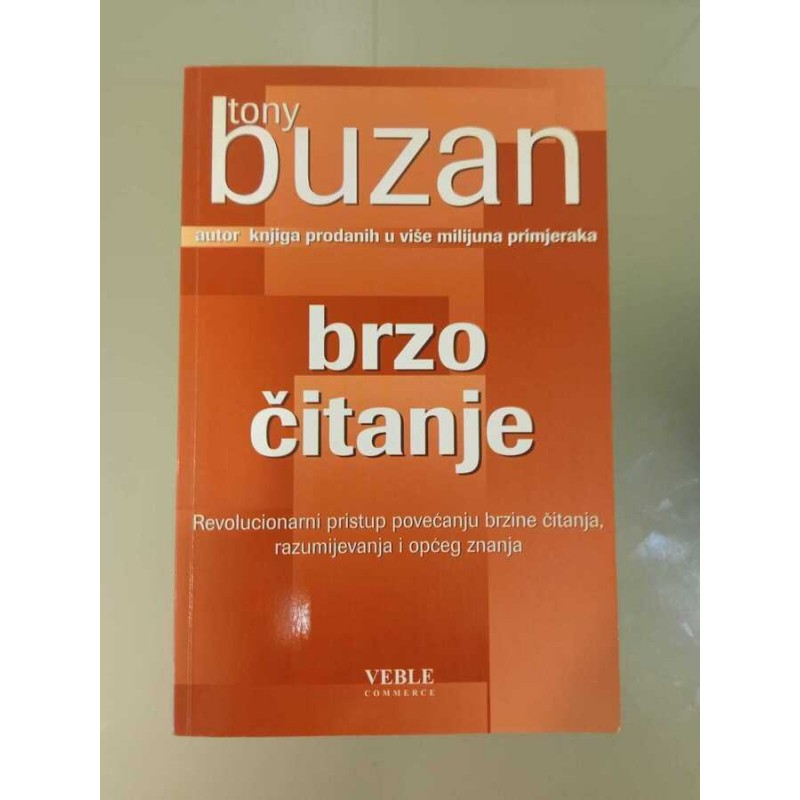 tony
buzan
autor knjiga prodanih u više milijuna primjeraka
brzo
čitanje
Revolucionarni pristup povećanju brzine čitanja,
razumijevanja i općeg znanja
VEBLE
COMMERCE